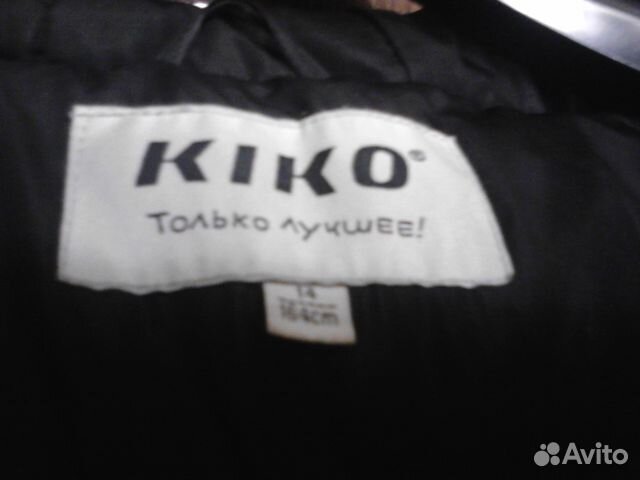 KIKO®
Только лучшее!
14
164cm
Avito